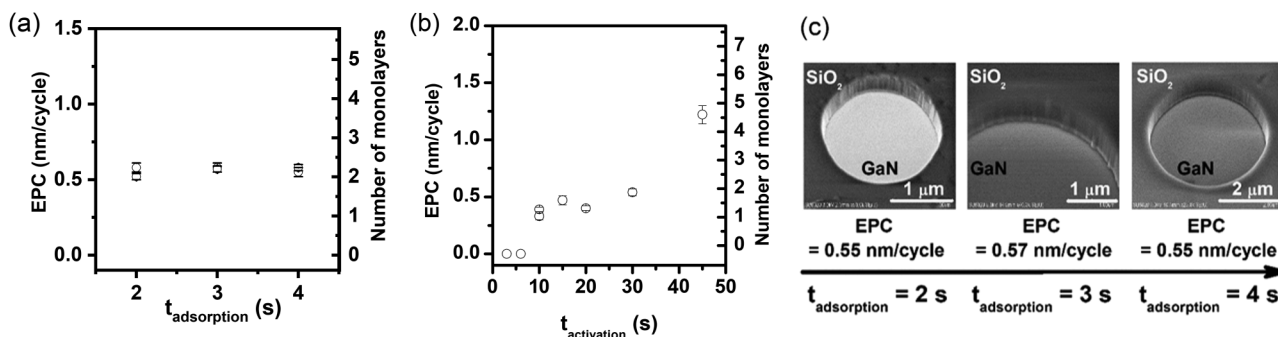 (a)
1.5
1.0
0.5
0.0
EPC (nm/cycle)
5
4
3
2
1
0
Number of monolayers
2 3 4
t_adsorption (s)
(b)
2.0
1.5
1.0
0.5
0.0
EPC (nm/cycle)
7
6
5
4
3
2
1
0
Number of monolayers
0 10 20 30 40 50
t_activation (s)
(c)
SiO2 SiO2 SiO2
GaN GaN GaN
1 μm 1 μm 2 μm
EPC EPC EPC
= 0.55 nm/cycle = 0.57 nm/cycle = 0.55 nm/cycle
t_adsorption = 2 s t_adsorption = 3 s t_adsorption = 4 s